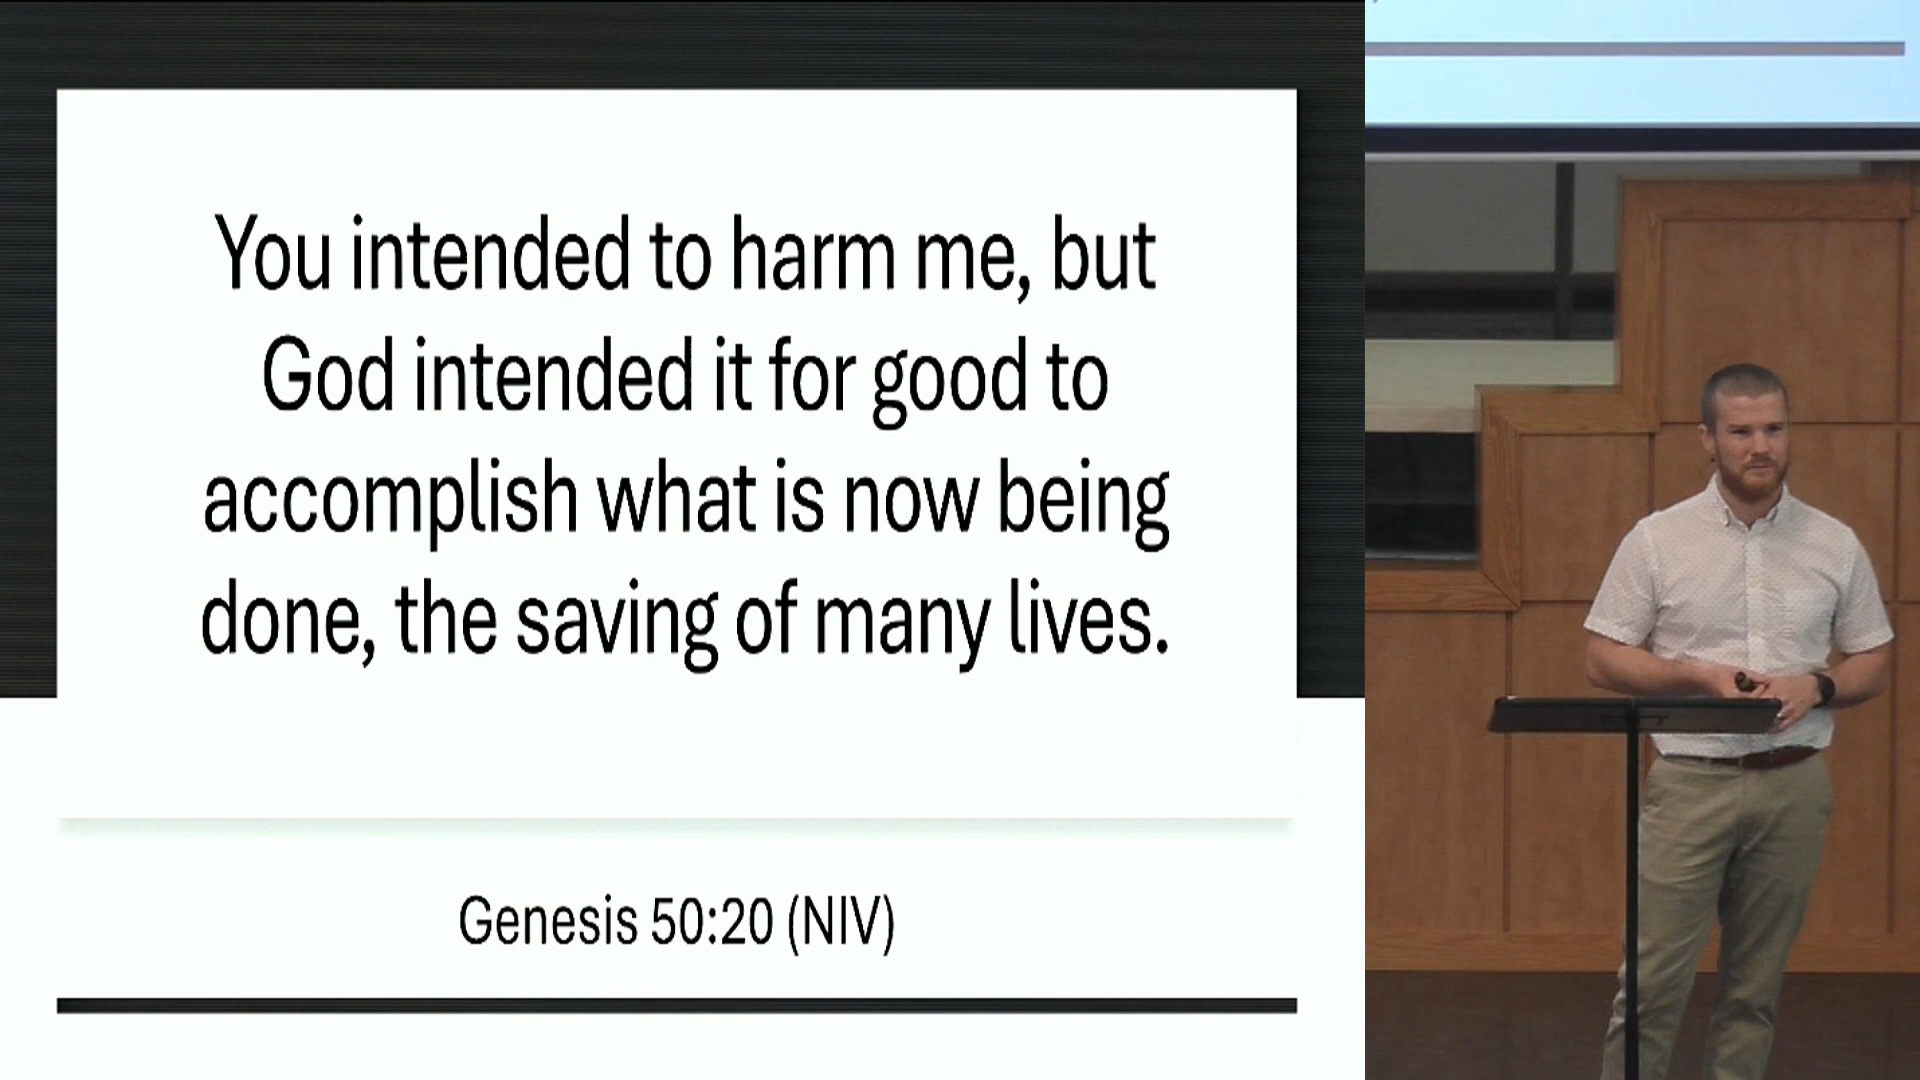 You intended to harm me, but
God intended it for good to
accomplish what is now being
done, the saving of many lives.
Genesis 50:20 (NIV)